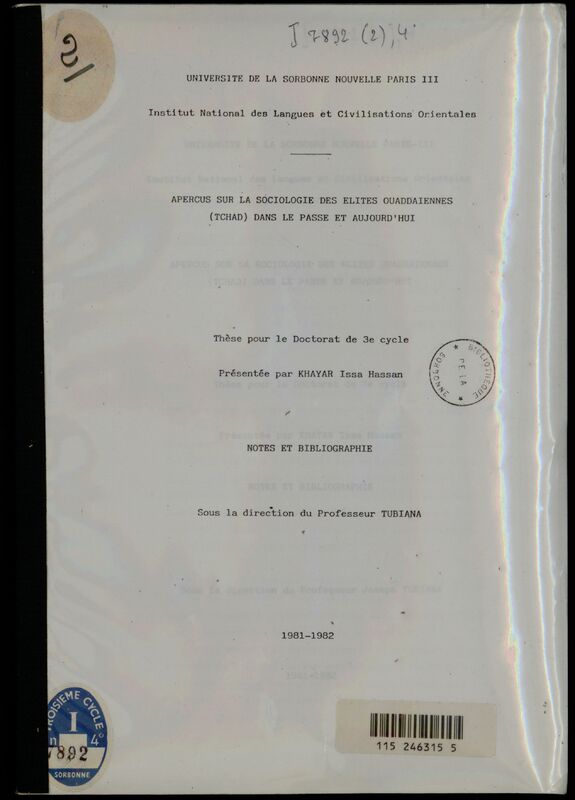 I 7892 (2), 4°
UNIVERSITE DE LA SORBONNE NOUVELLE PARIS III
Institut National des Langues et Civilisations Orientales
APERCUS SUR LA SOCIOLOGIE DES ELITES OUADDAIENNES
(TCHAD) DANS LE PASSE ET AUJOURD'HUI
Thèse pour le Doctorat de 3e cycle
Présentée par KHAYAR Issa Hassan
BIBLIOTHEQUE
DE LA
SORBONNE
NOTES ET BIBLIOGRAPHIE
Sous la direction du Professeur TUBIANA
1981-1982
TROISIEME CYCLE
I
n 4°
7892
SORBONNE
115 246315 5